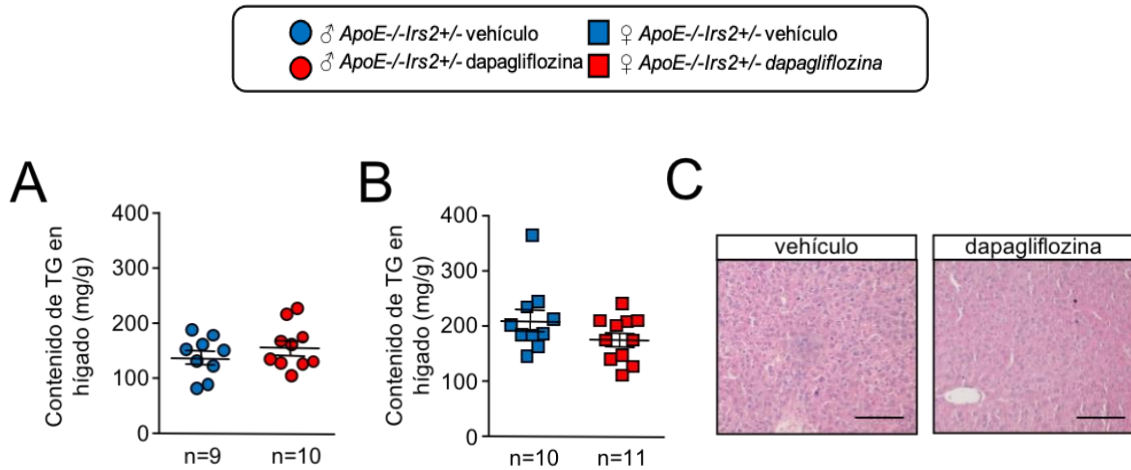 ♂ ApoE-/-Irs2+/- vehículo
♀ ApoE-/-Irs2+/- vehículo
♂ ApoE-/-Irs2+/- dapagliflozina
♀ ApoE-/-Irs2+/- dapagliflozina
A
Contenido de TG en
hígado (mg/g)
400
300
200
100
0
n=9
n=10
B
Contenido de TG en
hígado (mg/g)
400
300
200
100
0
n=10
n=11
C
vehículo
dapagliflozina